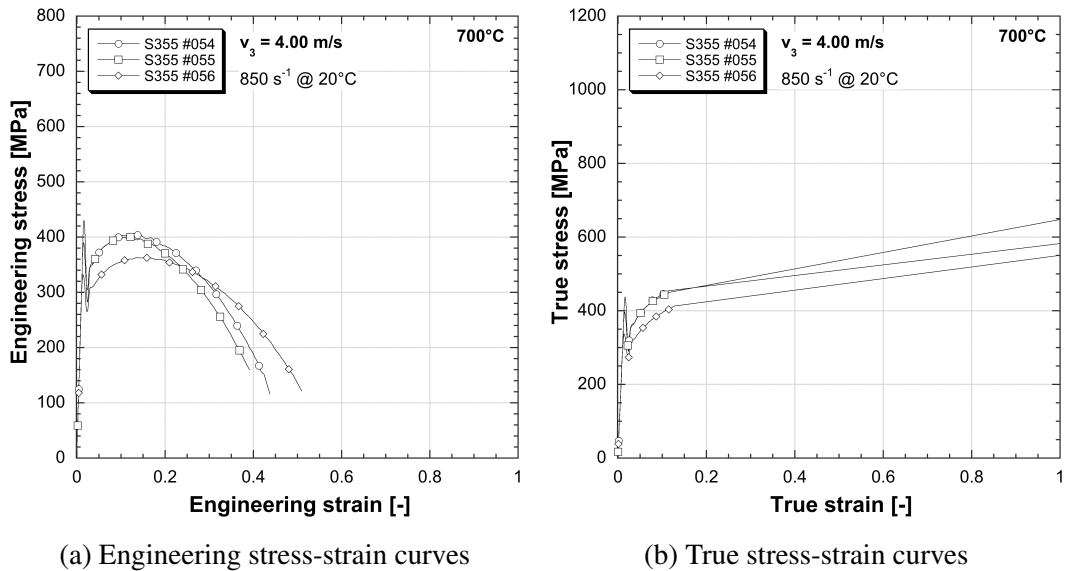 800
700
600
500
400
300
200
100
0
Engineering stress [MPa]
S355 #054
S355 #055
S355 #056
v3 = 4.00 m/s
850 s-1 @ 20°C
700°C
0 0.2 0.4 0.6 0.8 1
Engineering strain [-]
(a) Engineering stress-strain curves
1200
1000
800
600
400
200
0
True stress [MPa]
S355 #054
S355 #055
S355 #056
v3 = 4.00 m/s
850 s-1 @ 20°C
700°C
0 0.2 0.4 0.6 0.8 1
True strain [-]
(b) True stress-strain curves